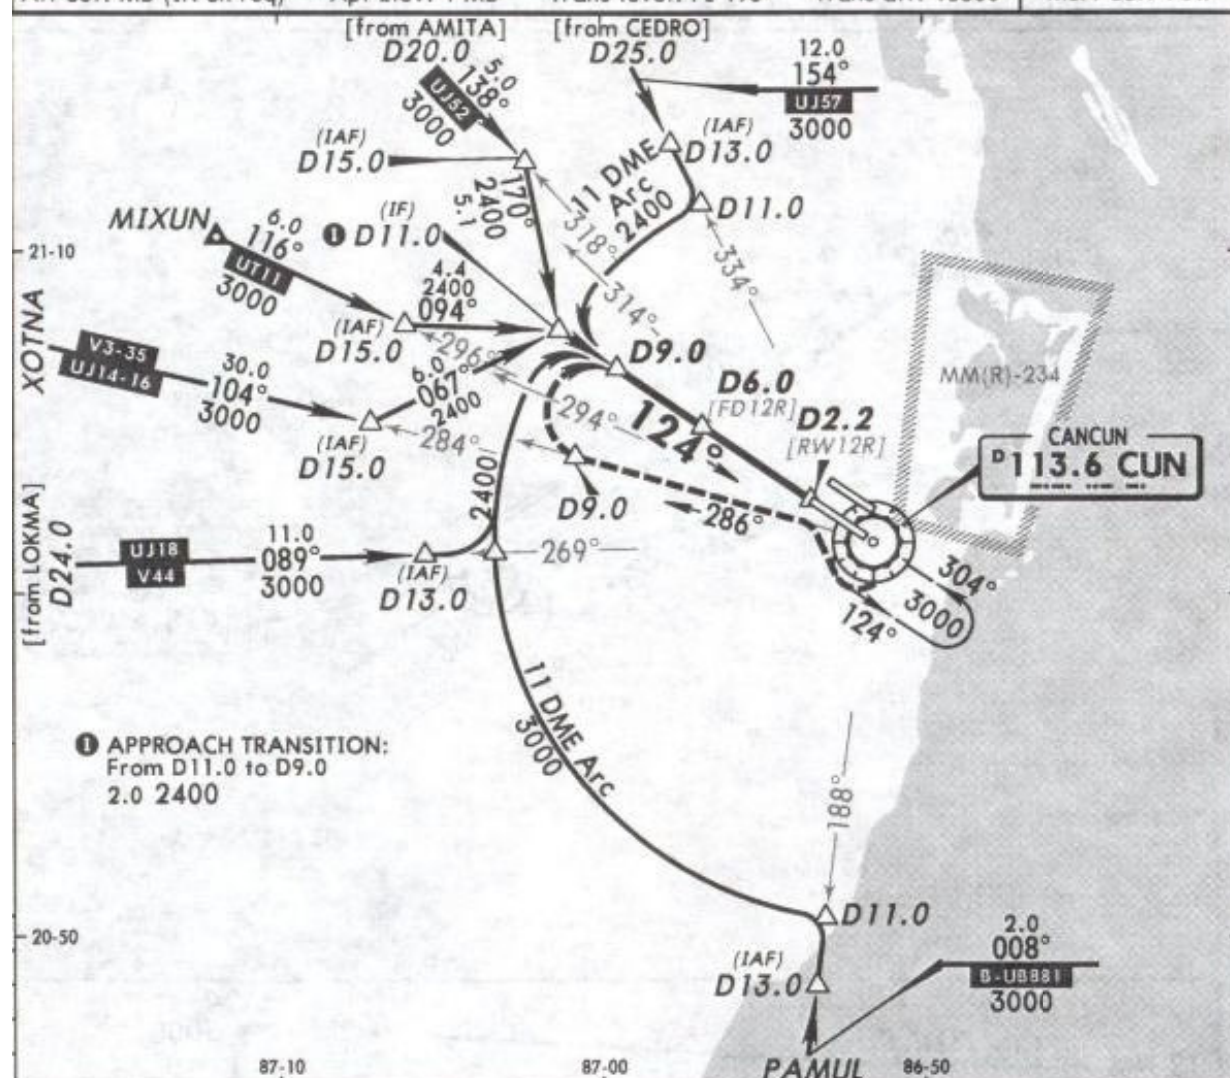 [from AMITA]
D20.0
[from CEDRO]
D25.0
12.0
154°
UJ57
3000
5.0
138°
UJ52
3000
(IAF)
D15.0
(IAF)
D13.0
11 DME
Arc
2400
D11.0
170°
2400
5.1
318°
334°
314°
MIXUN
6.0
116°
UT11
3000
(IF)
1 D11.0
21-10
4.4
2400
094°
(IAF)
D15.0
296°
XOTNA
V3-35
UJ14-16
30.0
104°
3000
6.0
067°
2400
(IAF)
D15.0
284°
294°
D9.0
D6.0
[FD12R]
124°
D2.2
[RW12R]
MM(R)-234
CANCUN
D 113.6 CUN
D9.0
286°
2400
[from LOKMA]
D24.0
UJ18
V44
11.0
089°
3000
(IAF)
D13.0
269°
304°
3000
124°
11 DME Arc
3000
1 APPROACH TRANSITION:
From D11.0 to D9.0
2.0 2400
188°
D11.0
20-50
(IAF)
D13.0
2.0
008°
B-UB881
3000
PAMUL
87-10
87-00
86-50